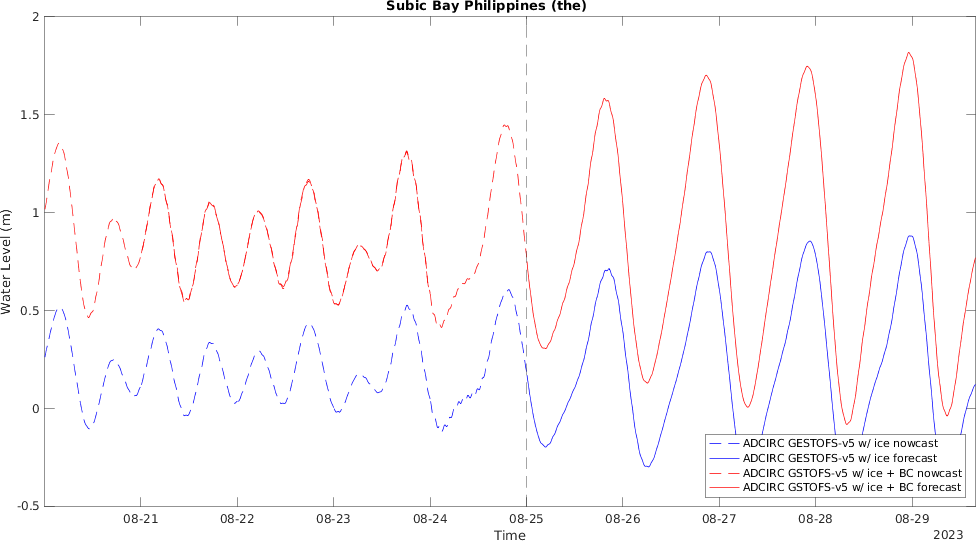 Subic Bay Philippines (the)
2
1.5
1
0.5
0
-0.5
Water Level (m)
ADCIRC GESTOFS-v5 w/ ice nowcast
ADCIRC GESTOFS-v5 w/ ice forecast
ADCIRC GSTOFS-v5 w/ ice + BC nowcast
ADCIRC GSTOFS-v5 w/ ice + BC forecast
08-21 08-22 08-23 08-24 08-25 08-26 08-27 08-28 08-29
Time
2023